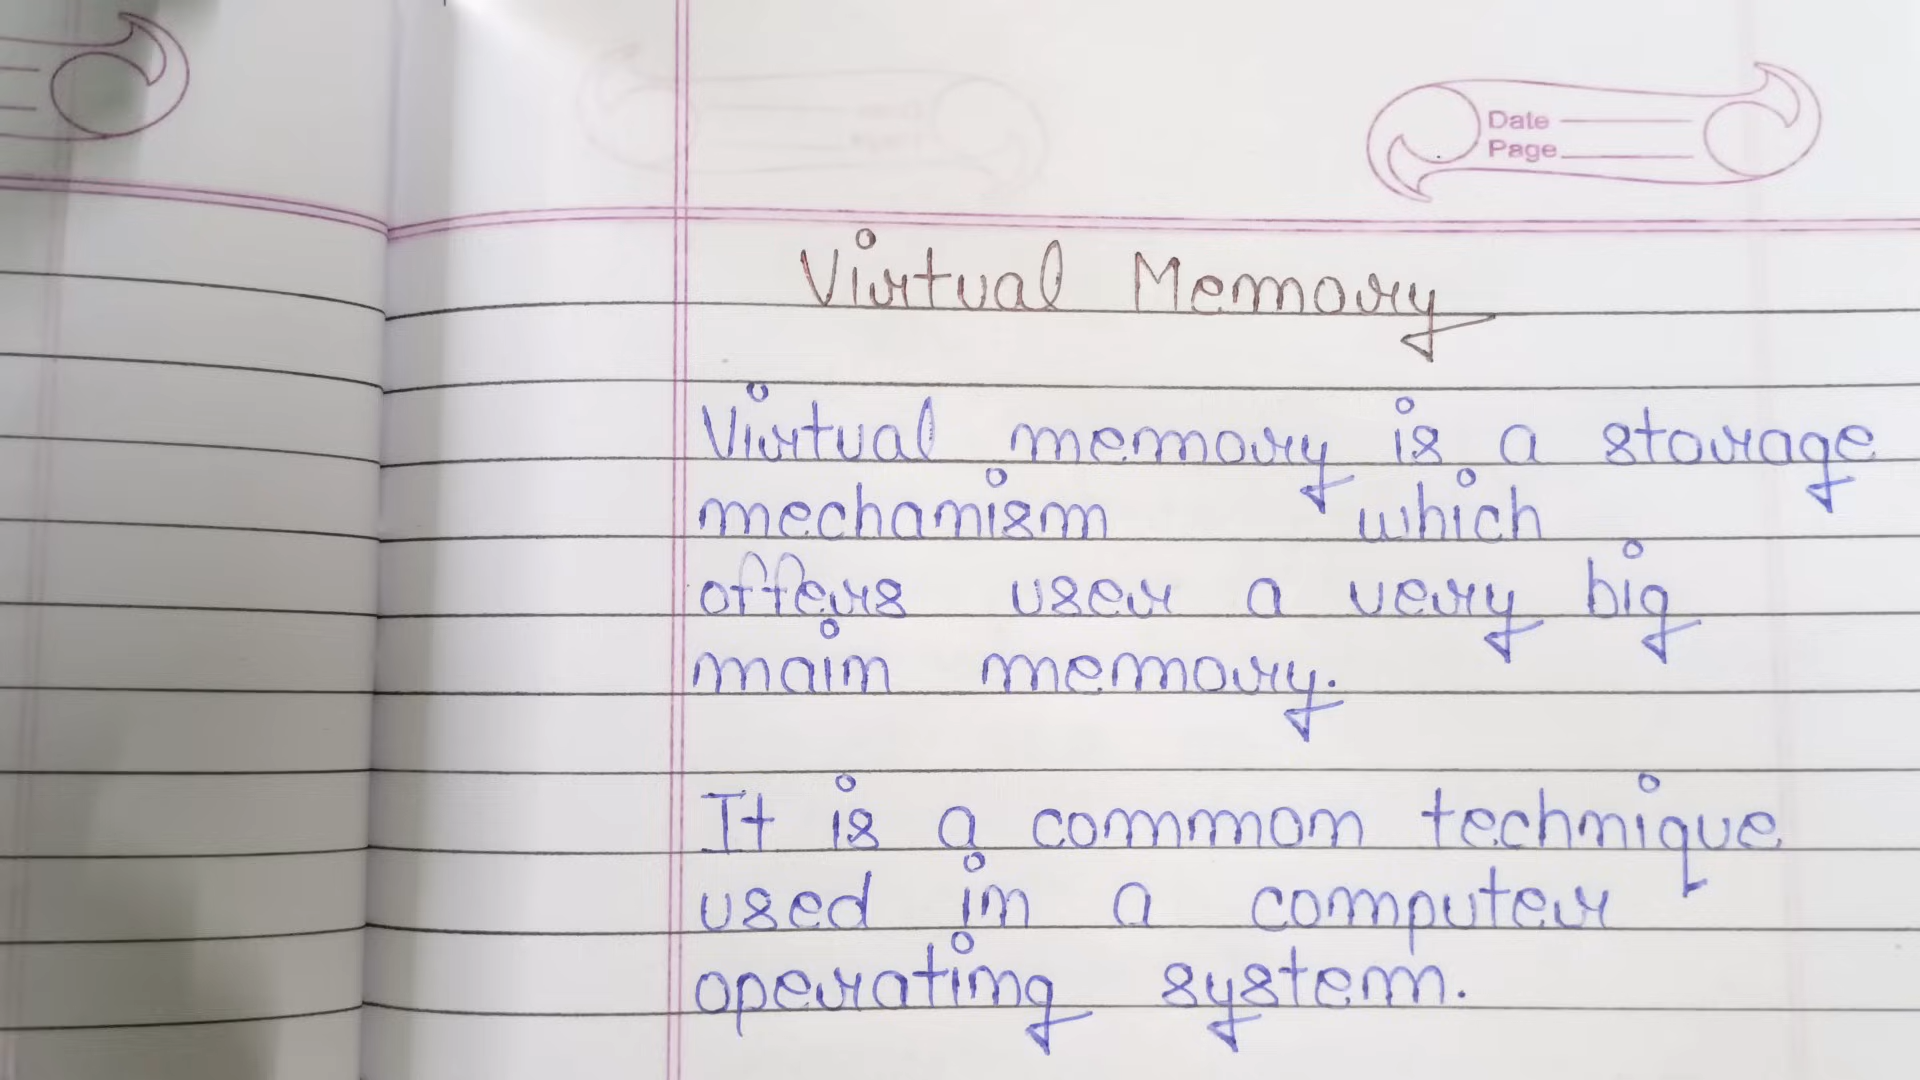 Date
Page
Virtual Memory
Virtual memory is a storage
mechanism which
offers user a very big
main memory.
It is a common technique
used in a computer
operating system.